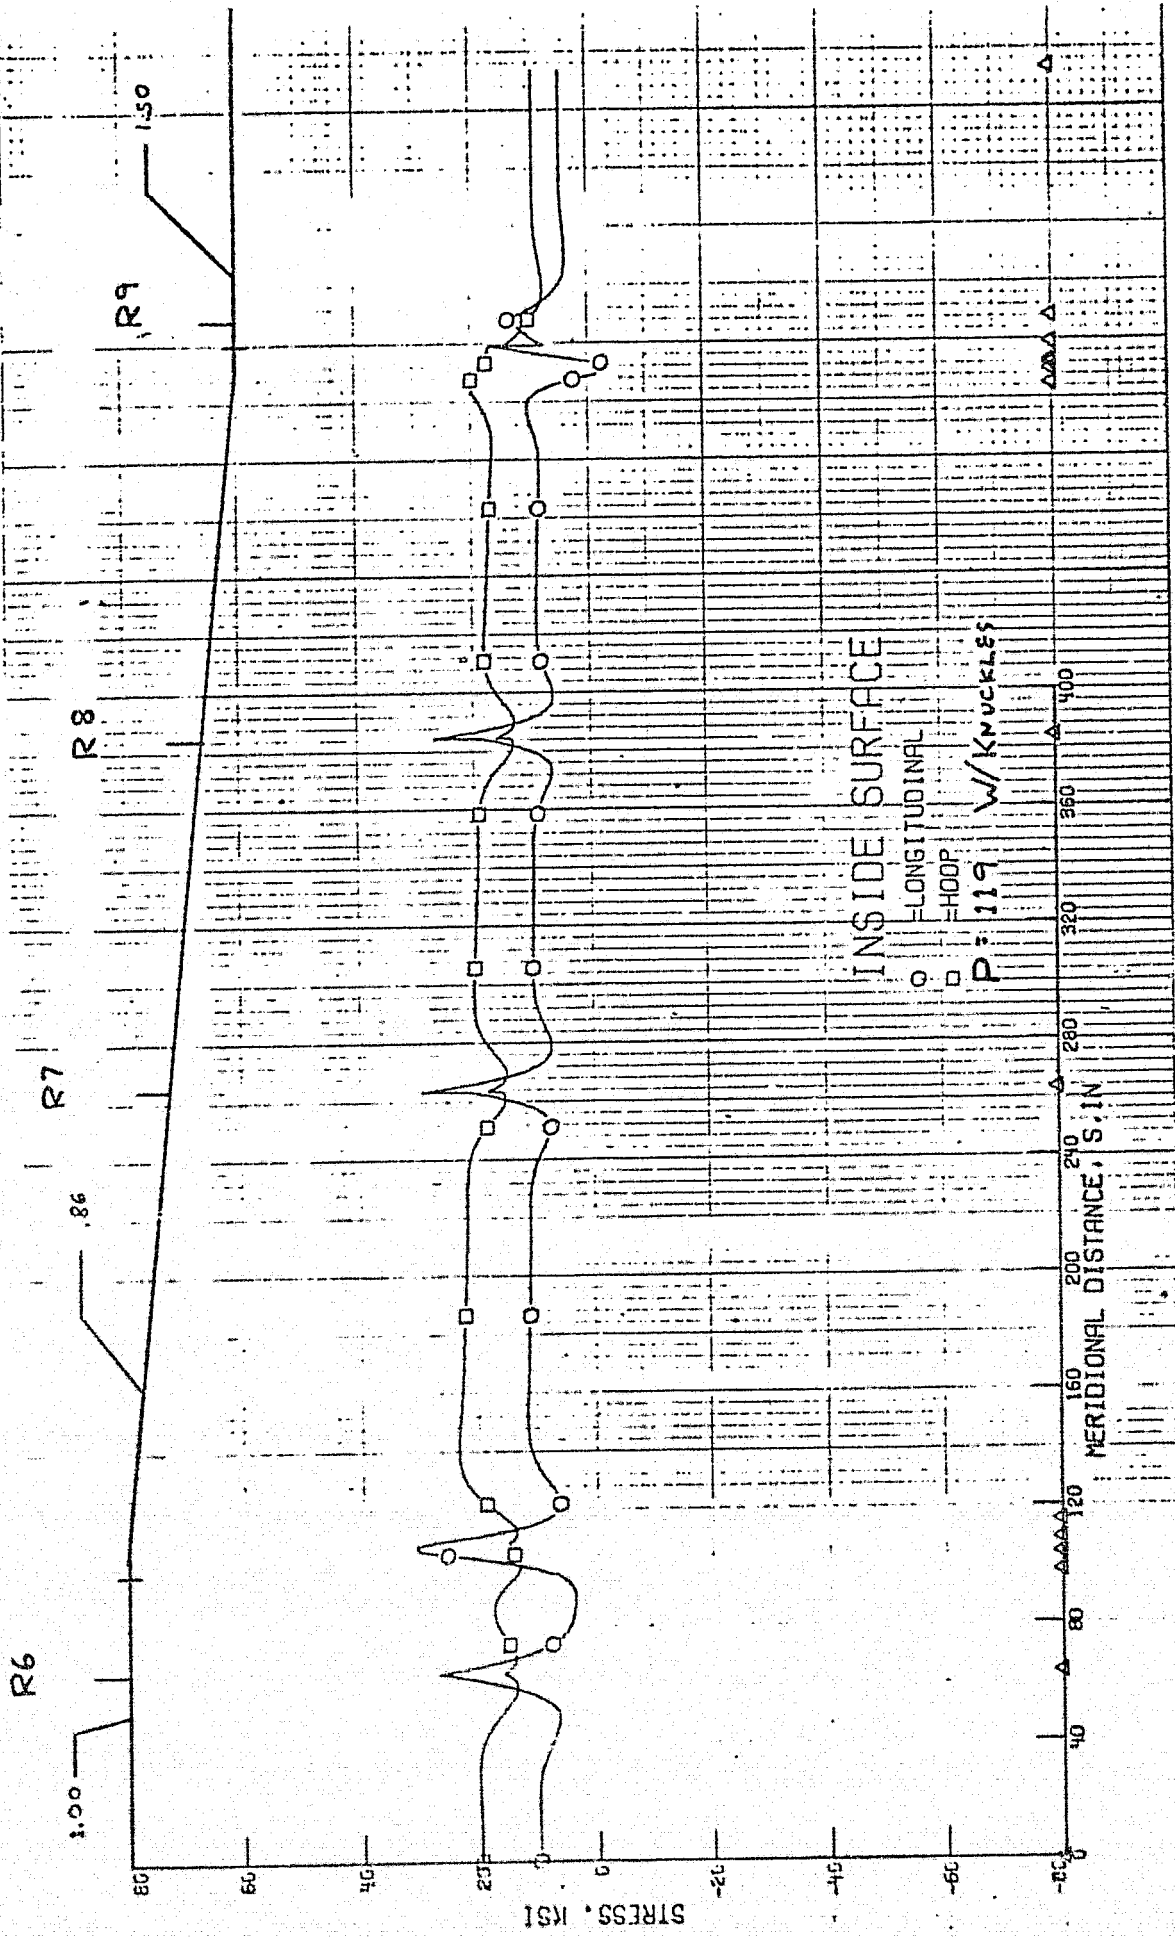 R6
R7
R8
R9
1.00
.86
1.50
80
60
40
20
0
-20
-40
-60
-80
STRESS, KSI
INSIDE SURFACE
○ =LONGITUDINAL
□ =HOOP
P = 119 W/KNUCKLES
0
40
80
120
160
200
240
280
320
360
400
MERIDIONAL DISTANCE, S, IN